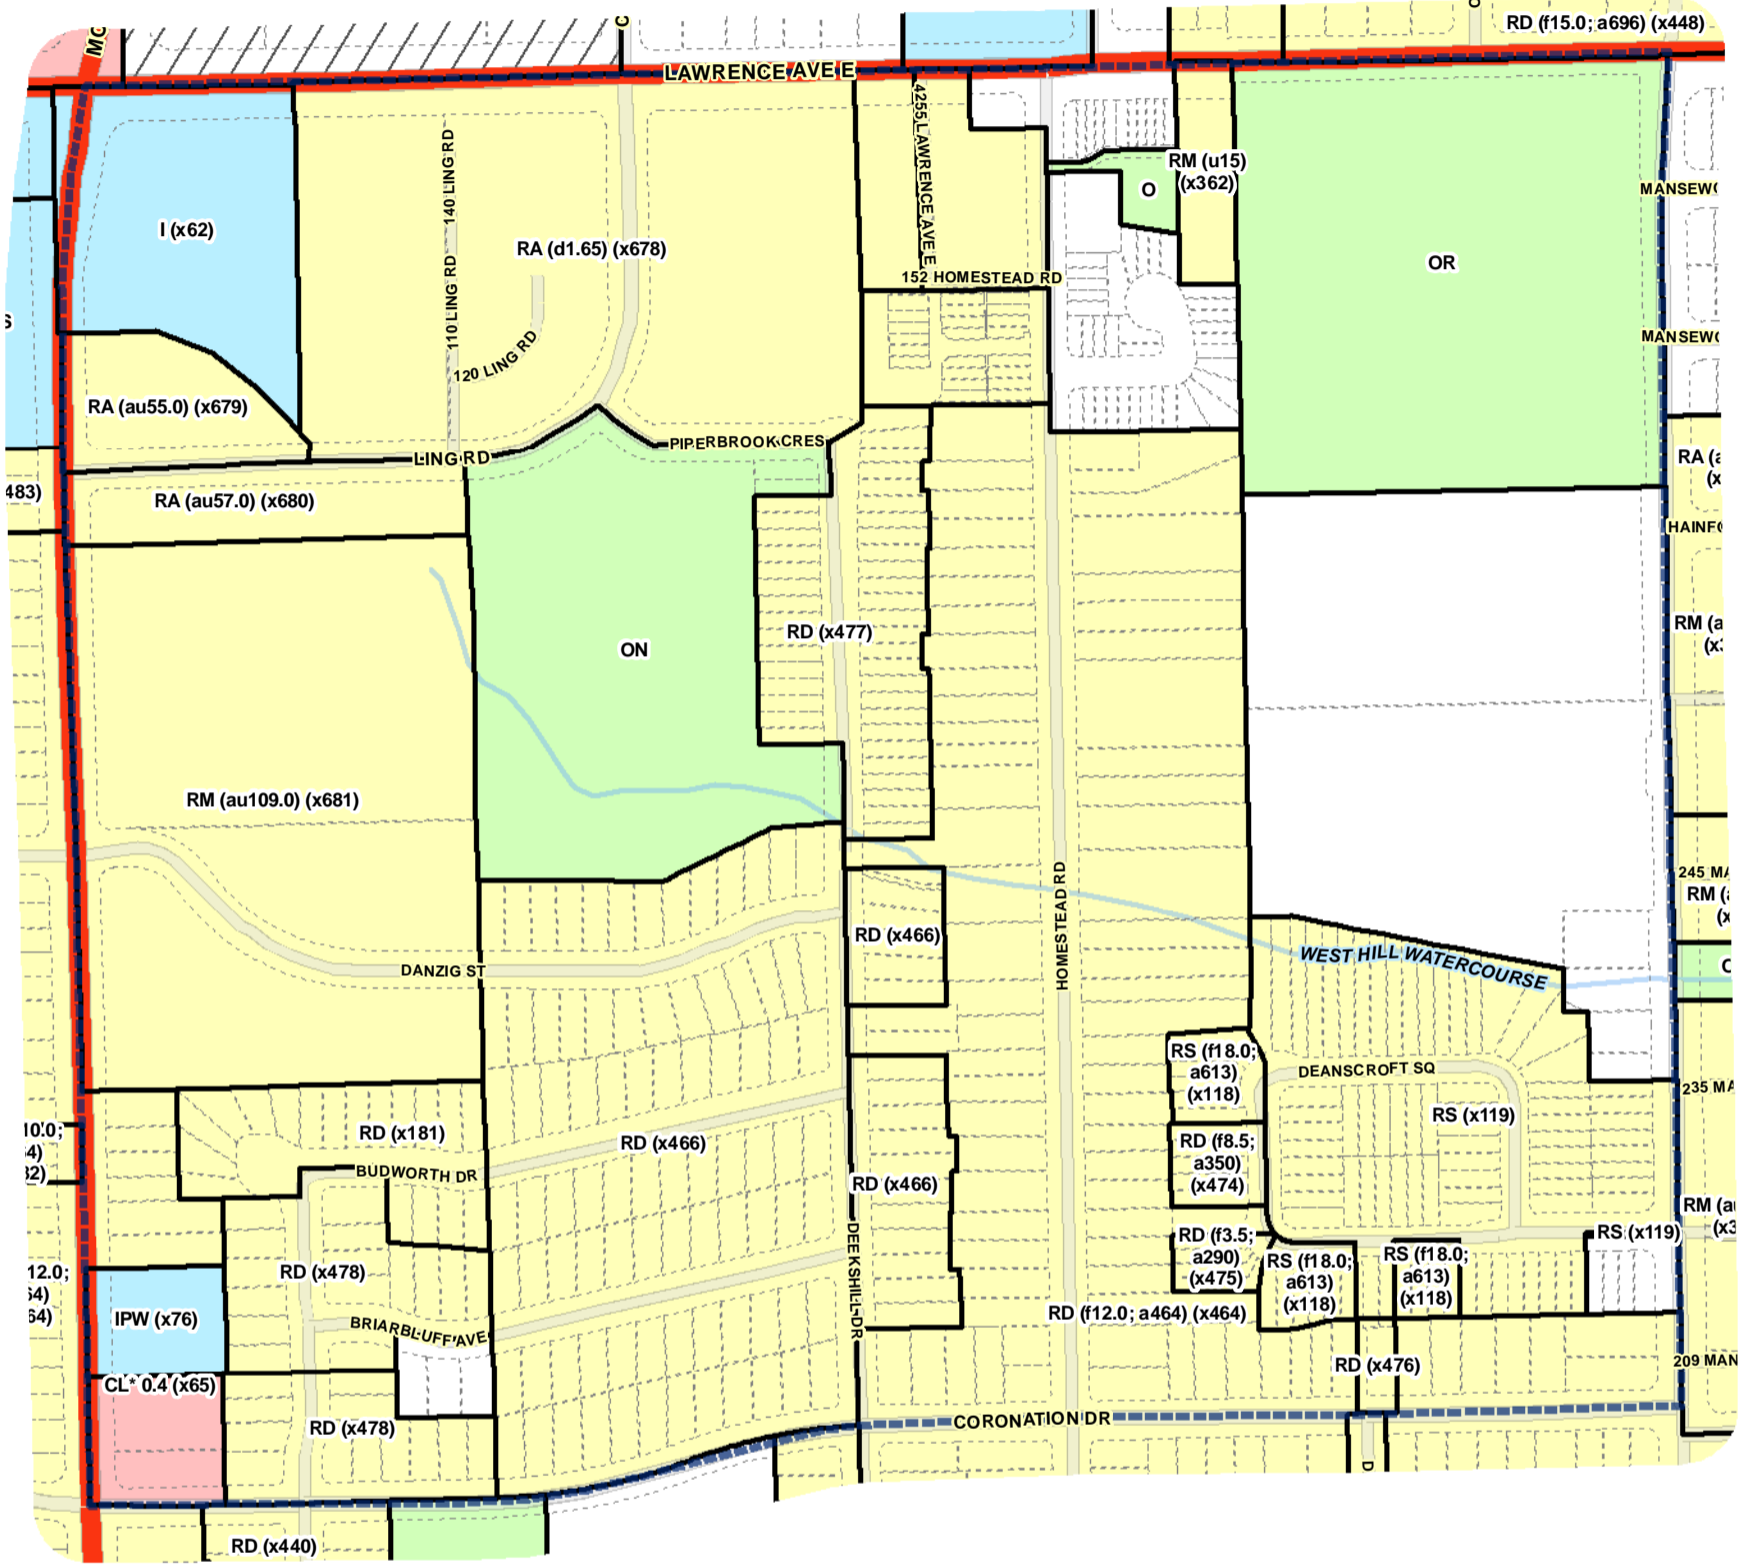 RD (f15.0; a696) (x448)
LAWRENCE AVE E
4255 LAWRENCE AVE E
140 LING RD
RM (u15)
(x362)
O
I (x62)
RA (d1.65) (x678)
OR
152 HOMESTEAD RD
110 LING RD
120 LING RD
RA (au55.0) (x679)
PIPERBROOK CRES
LING RD
483)
RA (au57.0) (x680)
RD (x477)
ON
RM (au109.0) (x681)
HOMESTEAD RD
RD (x466)
WEST HILL WATERCOURSE
DANZIG ST
RS (f18.0;
a613)
(x118)
DEANSCROFT SQ
RS (x119)
RD (x181)
RD (x466)
BUDWORTH DR
RD (f8.5;
a350)
(x474)
RD (x466)
DEEKSHILL DR
RS (x119)
RD (f3.5;
a290)
(x475)
RS (f18.0;
a613)
(x118)
RS (f18.0;
a613)
(x118)
RD (x478)
IPW (x76)
RD (f12.0; a464) (x464)
BRIARBLUFF AVE
RD (x476)
CL* 0.4 (x65)
RD (x478)
CORONATION DR
RD (x440)